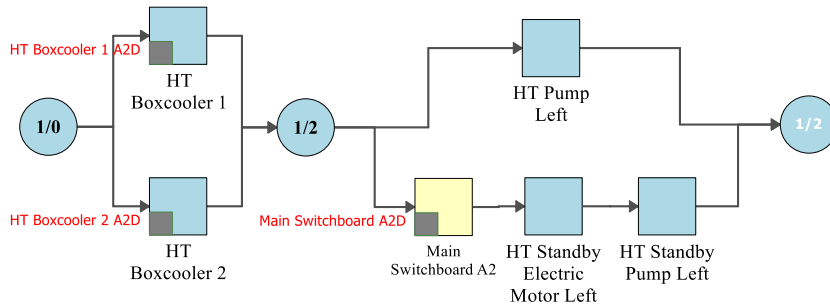 HT Boxcooler 1 A2D
HT
Boxcooler 1
1/0
1/2
HT Pump
Left
1/2
HT Boxcooler 2 A2D
HT
Boxcooler 2
Main Switchboard A2D
Main
Switchboard A2
HT Standby
Electric
Motor Left
HT Standby
Pump Left